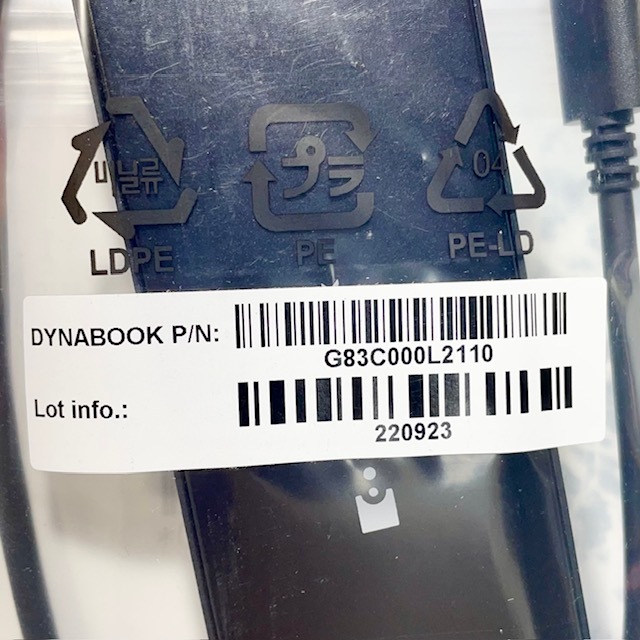 비닐류
LDPE
プラ
PE
04
PE-LD
DYNABOOK P/N:
G83C000L2110
Lot info.:
220923